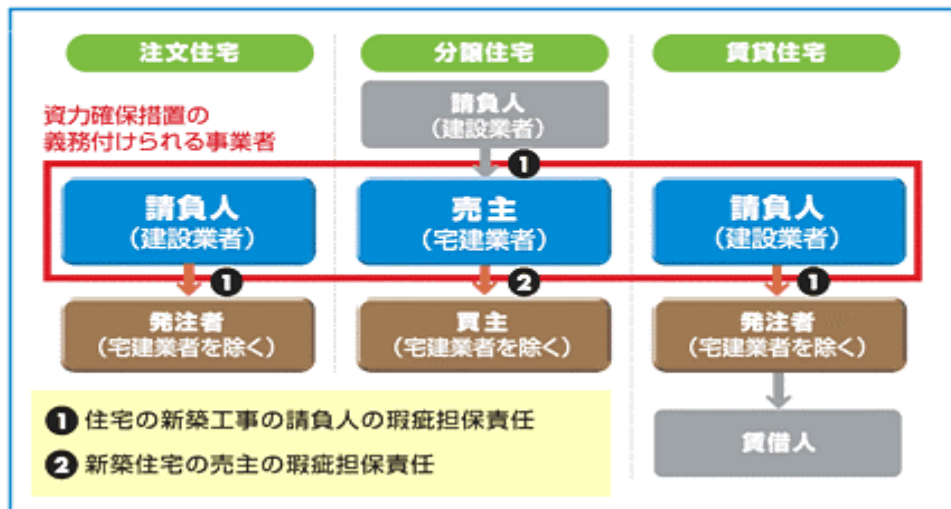 注文住宅
分譲住宅
賃貸住宅
資力確保措置の
義務付けられる事業者
請負人
(建設業者)
❶
請負人
(建設業者)
売主
(宅建業者)
請負人
(建設業者)
❶
❷
❶
発注者
(宅建業者を除く)
買主
(宅建業者を除く)
発注者
(宅建業者を除く)
❶ 住宅の新築工事の請負人の瑕疵担保責任
❷ 新築住宅の売主の瑕疵担保責任
賃借人